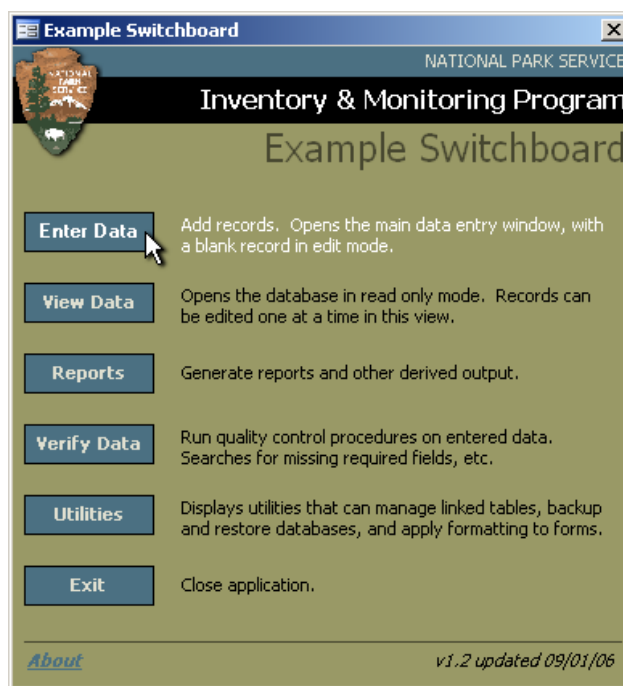 Example Switchboard
NATIONAL PARK SERVICE
NATIONAL
PARK
SERVICE
Inventory & Monitoring Program
Example Switchboard
Enter Data
Add records.  Opens the main data entry window, with
a blank record in edit mode.
View Data
Opens the database in read only mode.  Records can
be edited one at a time in this view.
Reports
Generate reports and other derived output.
Verify Data
Run quality control procedures on entered data.
Searches for missing required fields, etc.
Utilities
Displays utilities that can manage linked tables, backup
and restore databases, and apply formatting to forms.
Exit
Close application.
About
v1.2 updated 09/01/06